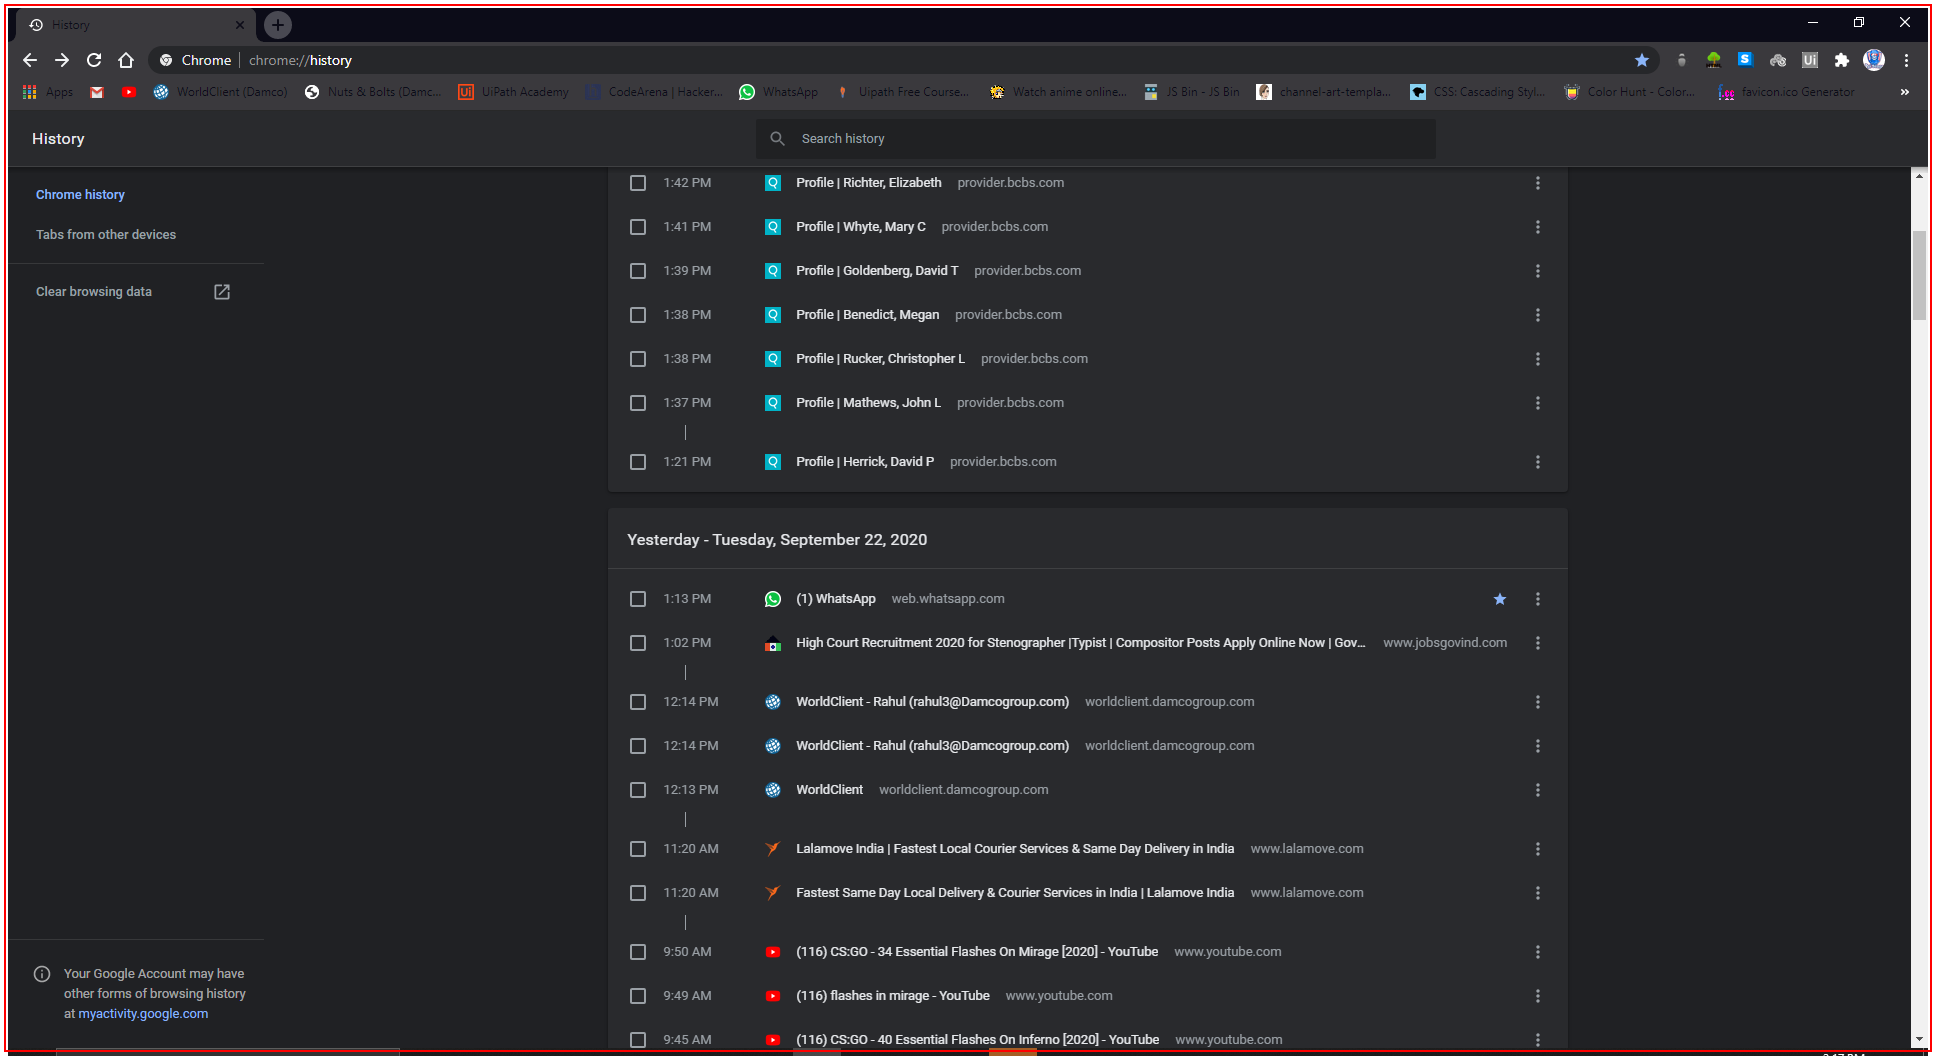 History
Chrome chrome://history
Apps WorldClient (Damco) Nuts & Bolts (Damc... UiPath Academy CodeArena | Hacker... WhatsApp Uipath Free Course... Watch anime online... JS Bin - JS Bin channel-art-templa... CSS: Cascading Styl... Color Hunt - Color... favicon.ico Generator »
History
Search history
Chrome history
Tabs from other devices
Clear browsing data
1:42 PM Profile | Richter, Elizabeth provider.bcbs.com
1:41 PM Profile | Whyte, Mary C provider.bcbs.com
1:39 PM Profile | Goldenberg, David T provider.bcbs.com
1:38 PM Profile | Benedict, Megan provider.bcbs.com
1:38 PM Profile | Rucker, Christopher L provider.bcbs.com
1:37 PM Profile | Mathews, John L provider.bcbs.com
1:21 PM Profile | Herrick, David P provider.bcbs.com
Yesterday - Tuesday, September 22, 2020
1:13 PM (1) WhatsApp web.whatsapp.com
1:02 PM High Court Recruitment 2020 for Stenographer |Typist | Compositor Posts Apply Online Now | Gov... www.jobsgovind.com
12:14 PM WorldClient - Rahul (rahul3@Damcogroup.com) worldclient.damcogroup.com
12:14 PM WorldClient - Rahul (rahul3@Damcogroup.com) worldclient.damcogroup.com
12:13 PM WorldClient worldclient.damcogroup.com
11:20 AM Lalamove India | Fastest Local Courier Services & Same Day Delivery in India www.lalamove.com
11:20 AM Fastest Same Day Local Delivery & Courier Services in India | Lalamove India www.lalamove.com
9:50 AM (116) CS:GO - 34 Essential Flashes On Mirage [2020] - YouTube www.youtube.com
9:49 AM (116) flashes in mirage - YouTube www.youtube.com
9:45 AM (116) CS:GO - 40 Essential Flashes On Inferno [2020] - YouTube www.youtube.com
Your Google Account may have
other forms of browsing history
at myactivity.google.com